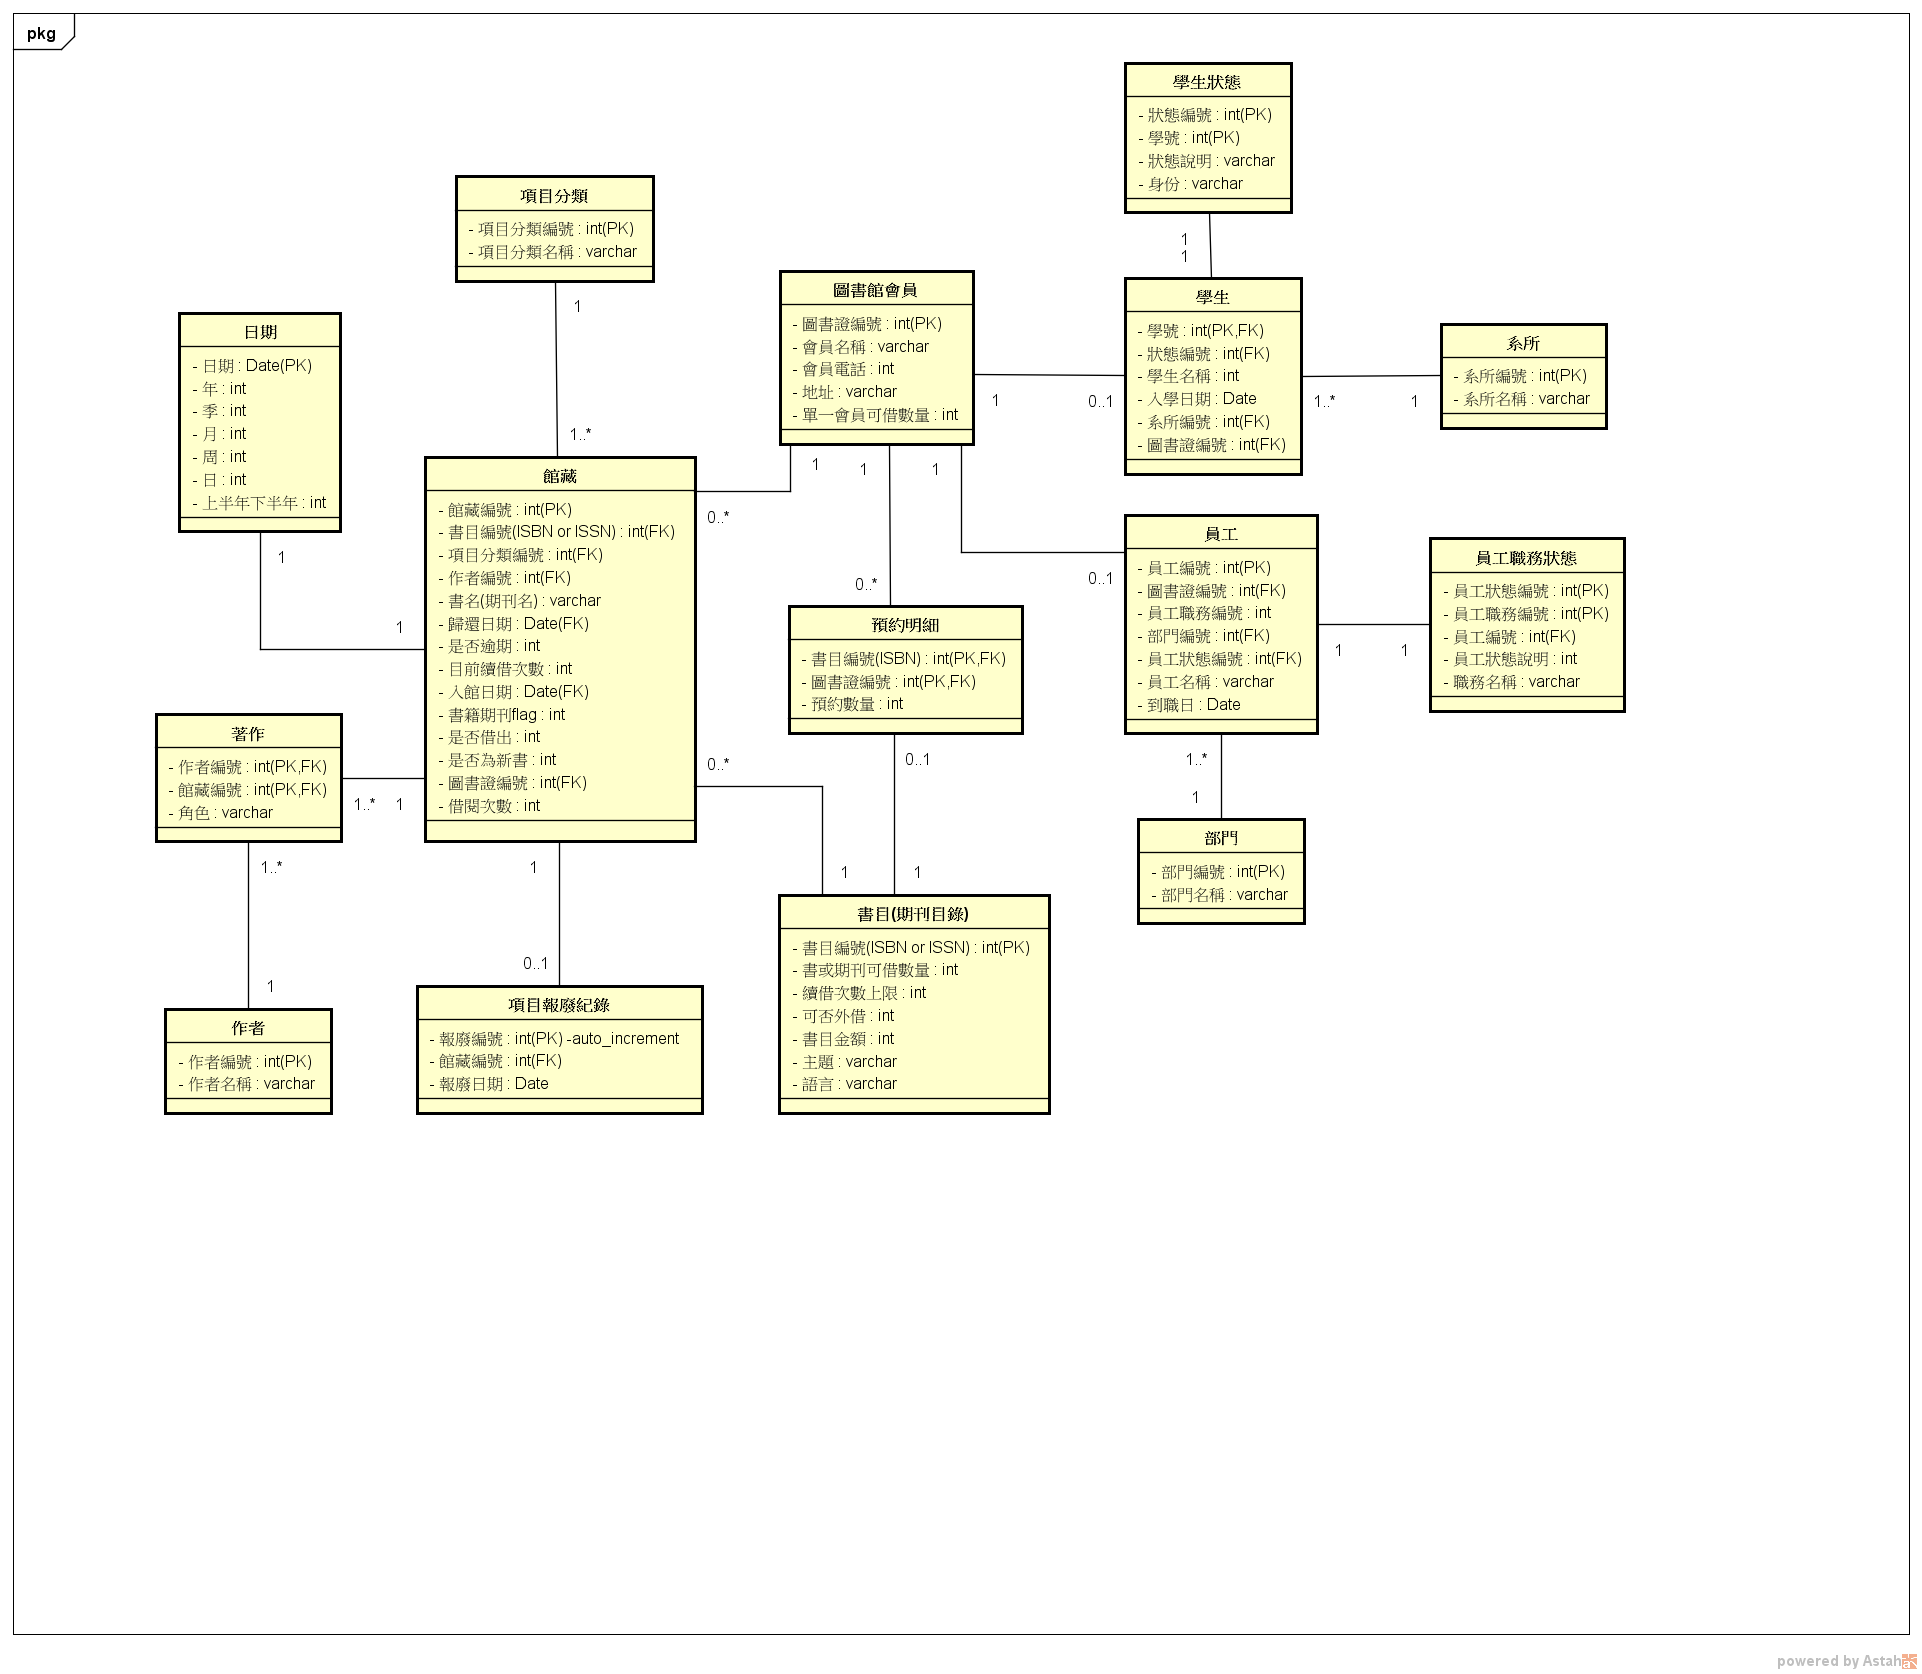 pkg
學生狀態
- 狀態編號 : int(PK)
- 學號 : int(PK)
- 狀態說明 : varchar
- 身份 : varchar
項目分類
- 項目分類編號 : int(PK)
- 項目分類名稱 : varchar
1
1..*
1
1
圖書館會員
- 圖書證編號 : int(PK)
- 會員名稱 : varchar
- 會員電話 : int
- 地址 : varchar
- 單一會員可借數量 : int
1
0..1
學生
- 學號 : int(PK,FK)
- 狀態編號 : int(FK)
- 學生名稱 : int
- 入學日期 : Date
- 系所編號 : int(FK)
- 圖書證編號 : int(FK)
1..*
1
系所
- 系所編號 : int(PK)
- 系所名稱 : varchar
日期
- 日期 : Date(PK)
- 年 : int
- 季 : int
- 月 : int
- 周 : int
- 日 : int
- 上半年下半年 : int
1
1
館藏
- 館藏編號 : int(PK)
- 書目編號(ISBN or ISSN) : int(FK)
- 項目分類編號 : int(FK)
- 作者編號 : int(FK)
- 書名(期刊名) : varchar
- 歸還日期 : Date(FK)
- 是否逾期 : int
- 目前續借次數 : int
- 入館日期 : Date(FK)
- 書籍期刊flag : int
- 是否借出 : int
- 是否為新書 : int
- 圖書證編號 : int(FK)
- 借閱次數 : int
1
1
1
0..*
0..*
0..1
員工
- 員工編號 : int(PK)
- 圖書證編號 : int(FK)
- 員工職務編號 : int
- 部門編號 : int(FK)
- 員工狀態編號 : int(FK)
- 員工名稱 : varchar
- 到職日 : Date
1
1
員工職務狀態
- 員工狀態編號 : int(PK)
- 員工職務編號 : int(PK)
- 員工編號 : int(FK)
- 員工狀態說明 : int
- 職務名稱 : varchar
預約明細
- 書目編號(ISBN) : int(PK,FK)
- 圖書證編號 : int(PK,FK)
- 預約數量 : int
0..*
0..1
1
1
1..*
1
部門
- 部門編號 : int(PK)
- 部門名稱 : varchar
著作
- 作者編號 : int(PK,FK)
- 館藏編號 : int(PK,FK)
- 角色 : varchar
1..*
1
1..*
1
作者
- 作者編號 : int(PK)
- 作者名稱 : varchar
1
0..1
項目報廢紀錄
- 報廢編號 : int(PK) -auto_increment
- 館藏編號 : int(FK)
- 報廢日期 : Date
書目(期刊目錄)
- 書目編號(ISBN or ISSN) : int(PK)
- 書或期刊可借數量 : int
- 續借次數上限 : int
- 可否外借 : int
- 書目金額 : int
- 主題 : varchar
- 語言 : varchar
powered by Astah